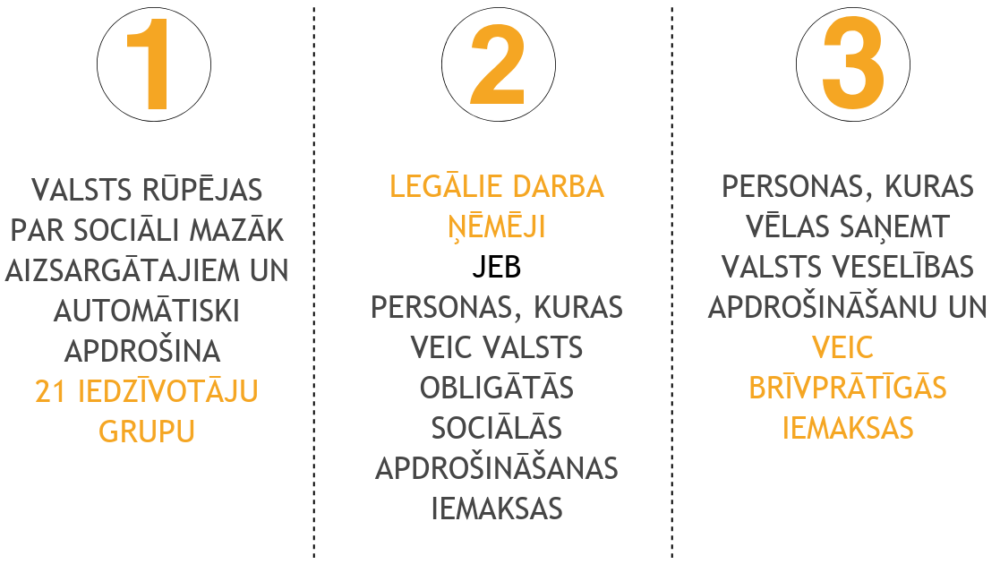 1
VALSTS RŪPĒJAS
PAR SOCIĀLI MAZĀK
AIZSARGĀTAJIEM UN
AUTOMĀTISKI
APDROŠINA
21 IEDZĪVOTĀJU
GRUPU
2
LEGĀLIE DARBA
ŅĒMĒJI
JEB
PERSONAS, KURAS
VEIC VALSTS
OBLIGĀTĀS
SOCIĀLĀS
APDROŠINĀŠANAS
IEMAKSAS
3
PERSONAS, KURAS
VĒLAS SAŅEMT
VALSTS VESELĪBAS
APDROŠINĀŠANU UN
VEIC
BRĪVPRĀTĪGĀS
IEMAKSAS